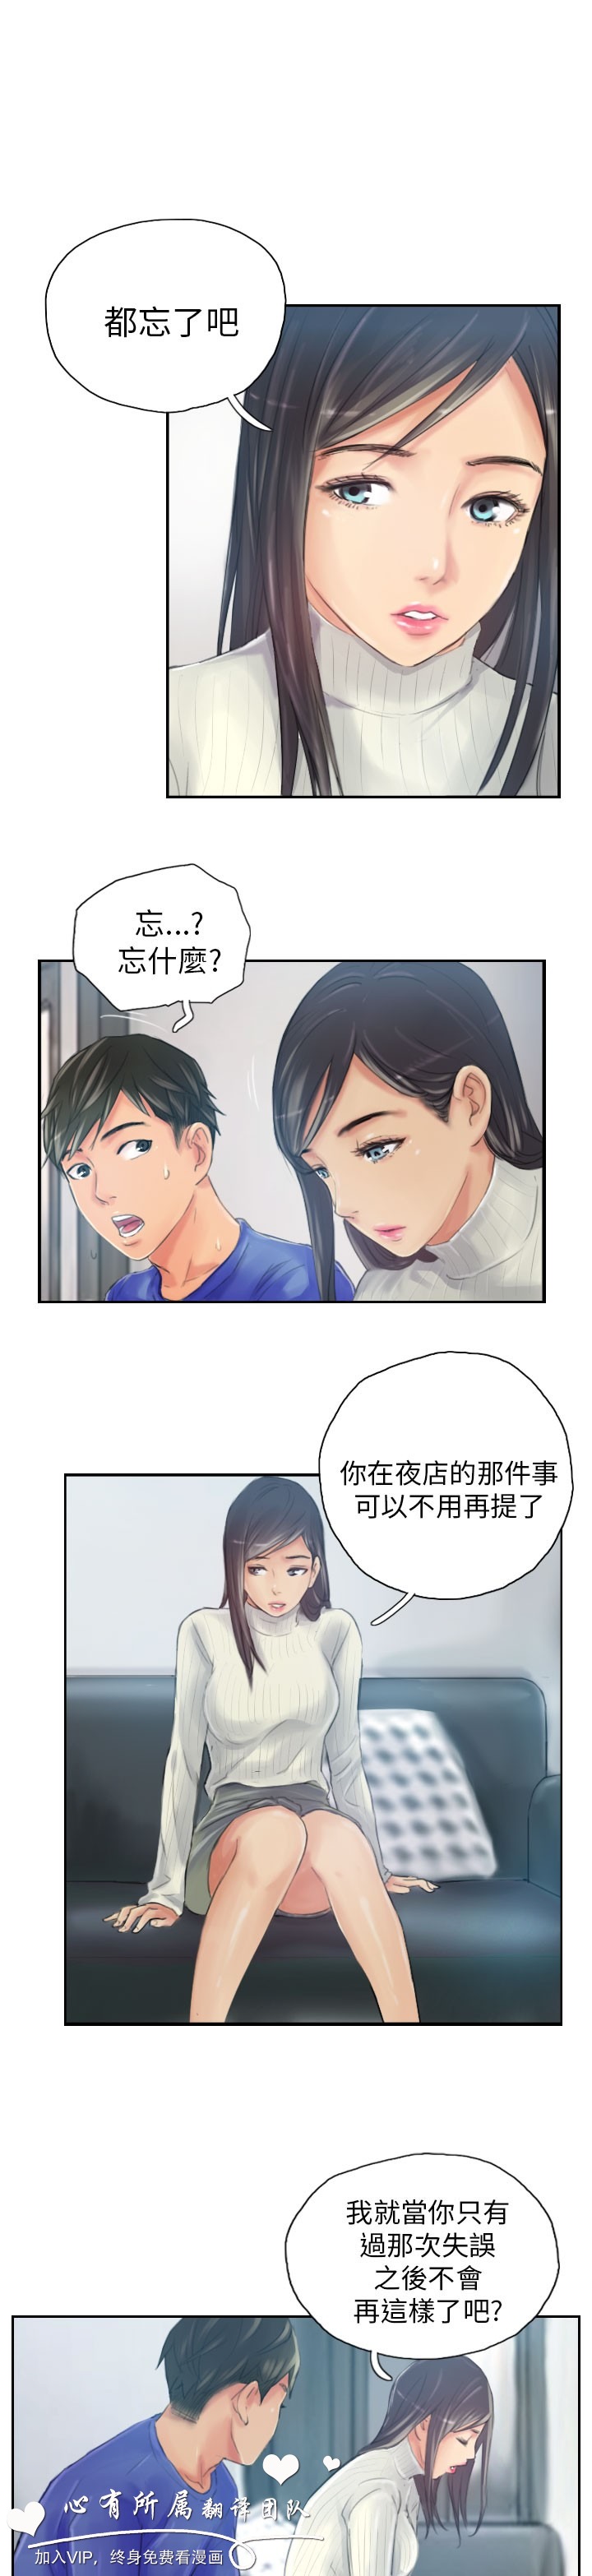 都忘了吧
忘...?
忘什麼?
你在夜店的那件事
可以不用再提了
我就當你只有
過那次失誤
之後不會
再這樣了吧?
心有所属翻译团队
加入VIP，终身免费看漫画